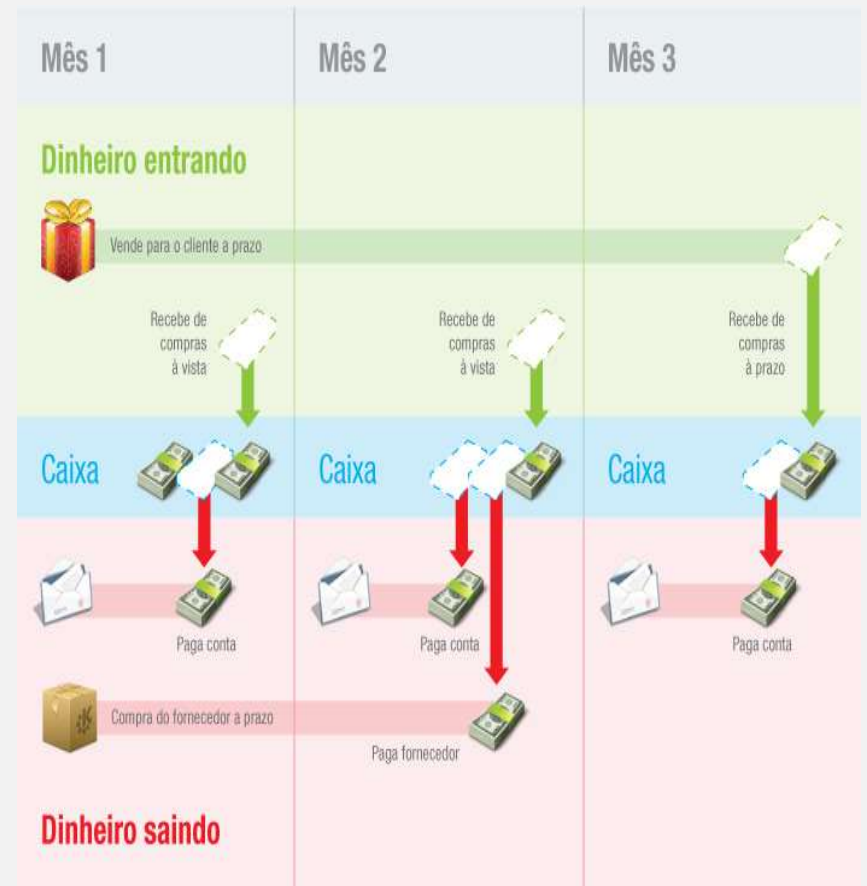 Mês 1
Mês 2
Mês 3
Dinheiro entrando
Vende para o cliente a prazo
Recebe de
compras
à vista
Recebe de
compras
à vista
Recebe de
compras
à prazo
Caixa
Caixa
Caixa
Paga conta
Paga conta
Paga conta
Compra do fornecedor a prazo
Paga fornecedor
Dinheiro saindo